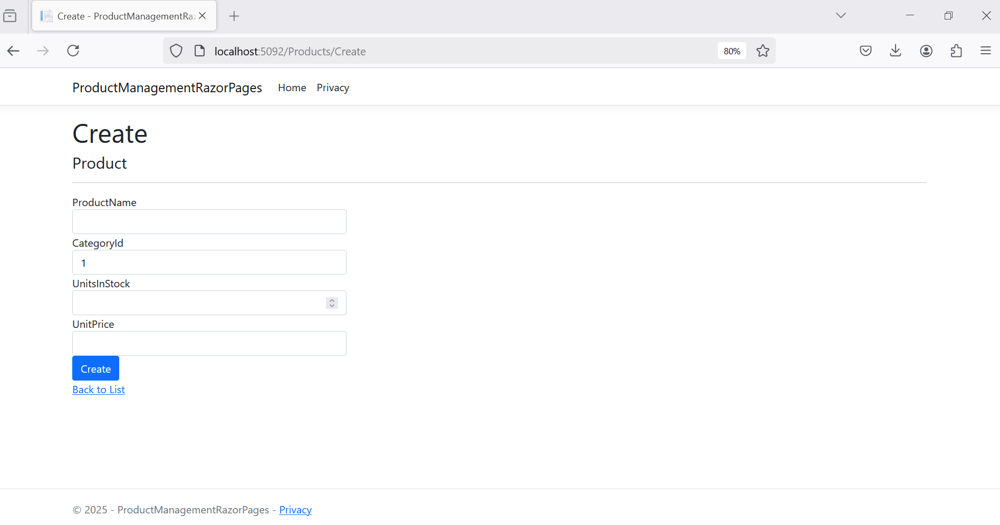 Create - ProductManagementRaz
localhost:5092/Products/Create
80%
ProductManagementRazorPages Home Privacy
Create
Product
ProductName
CategoryId
1
UnitsInStock
UnitPrice
Create
Back to List
© 2025 - ProductManagementRazorPages - Privacy